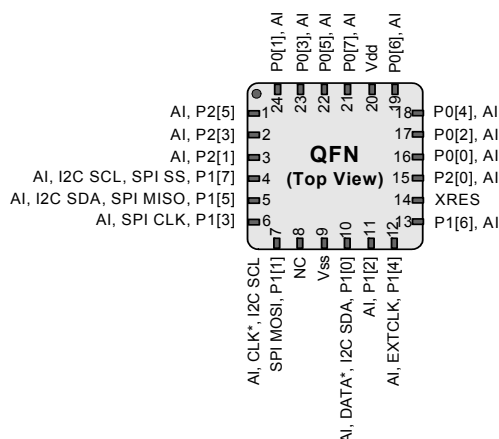 P0[1], AI
P0[3], AI
P0[5], AI
P0[7], AI
Vdd
P0[6], AI
24
23
22
21
20
19
AI, P2[5]
1
18
P0[4], AI
AI, P2[3]
2
17
P0[2], AI
AI, P2[1]
3
QFN
16
P0[0], AI
AI, I2C SCL, SPI SS, P1[7]
4
(Top View)
15
P2[0], AI
AI, I2C SDA, SPI MISO, P1[5]
5
14
XRES
AI, SPI CLK, P1[3]
6
13
P1[6], AI
7
8
9
10
11
12
AI, CLK*, I2C SCL
SPI MOSI, P1[1]
NC
Vss
AI, DATA*, I2C SDA, P1[0]
AI, P1[2]
AI, EXTCLK, P1[4]